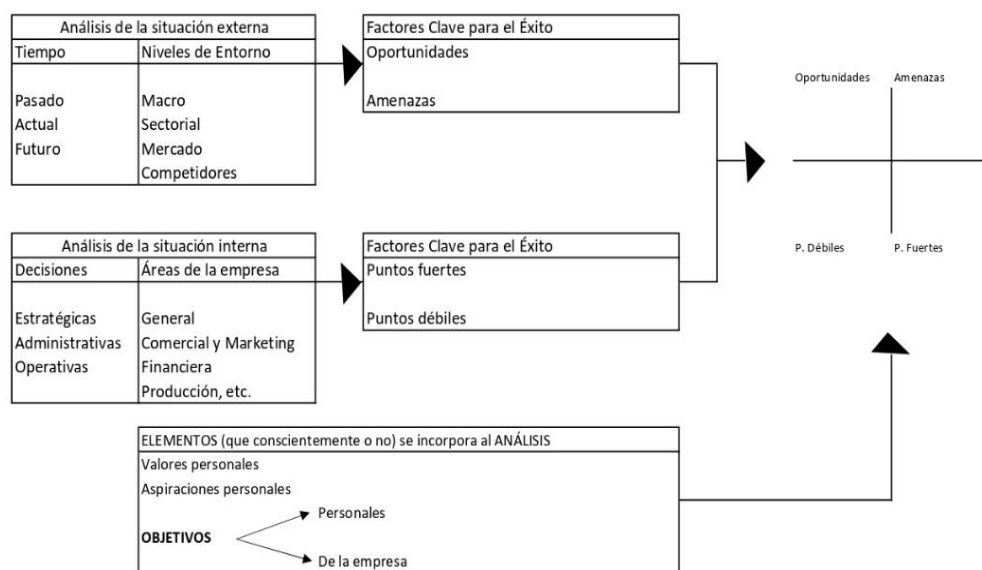 Análisis de la situación externa
Tiempo Niveles de Entorno
Pasado Macro
Actual Sectorial
Futuro Mercado
Competidores
Factores Clave para el Éxito
Oportunidades
Amenazas
Oportunidades Amenazas
P. Débiles P. Fuertes
Análisis de la situación interna
Decisiones Áreas de la empresa
Estratégicas General
Administrativas Comercial y Marketing
Operativas Financiera
Producción, etc.
Factores Clave para el Éxito
Puntos fuertes
Puntos débiles
ELEMENTOS (que conscientemente o no) se incorpora al ANÁLISIS
Valores personales
Aspiraciones personales
Personales
OBJETIVOS
De la empresa